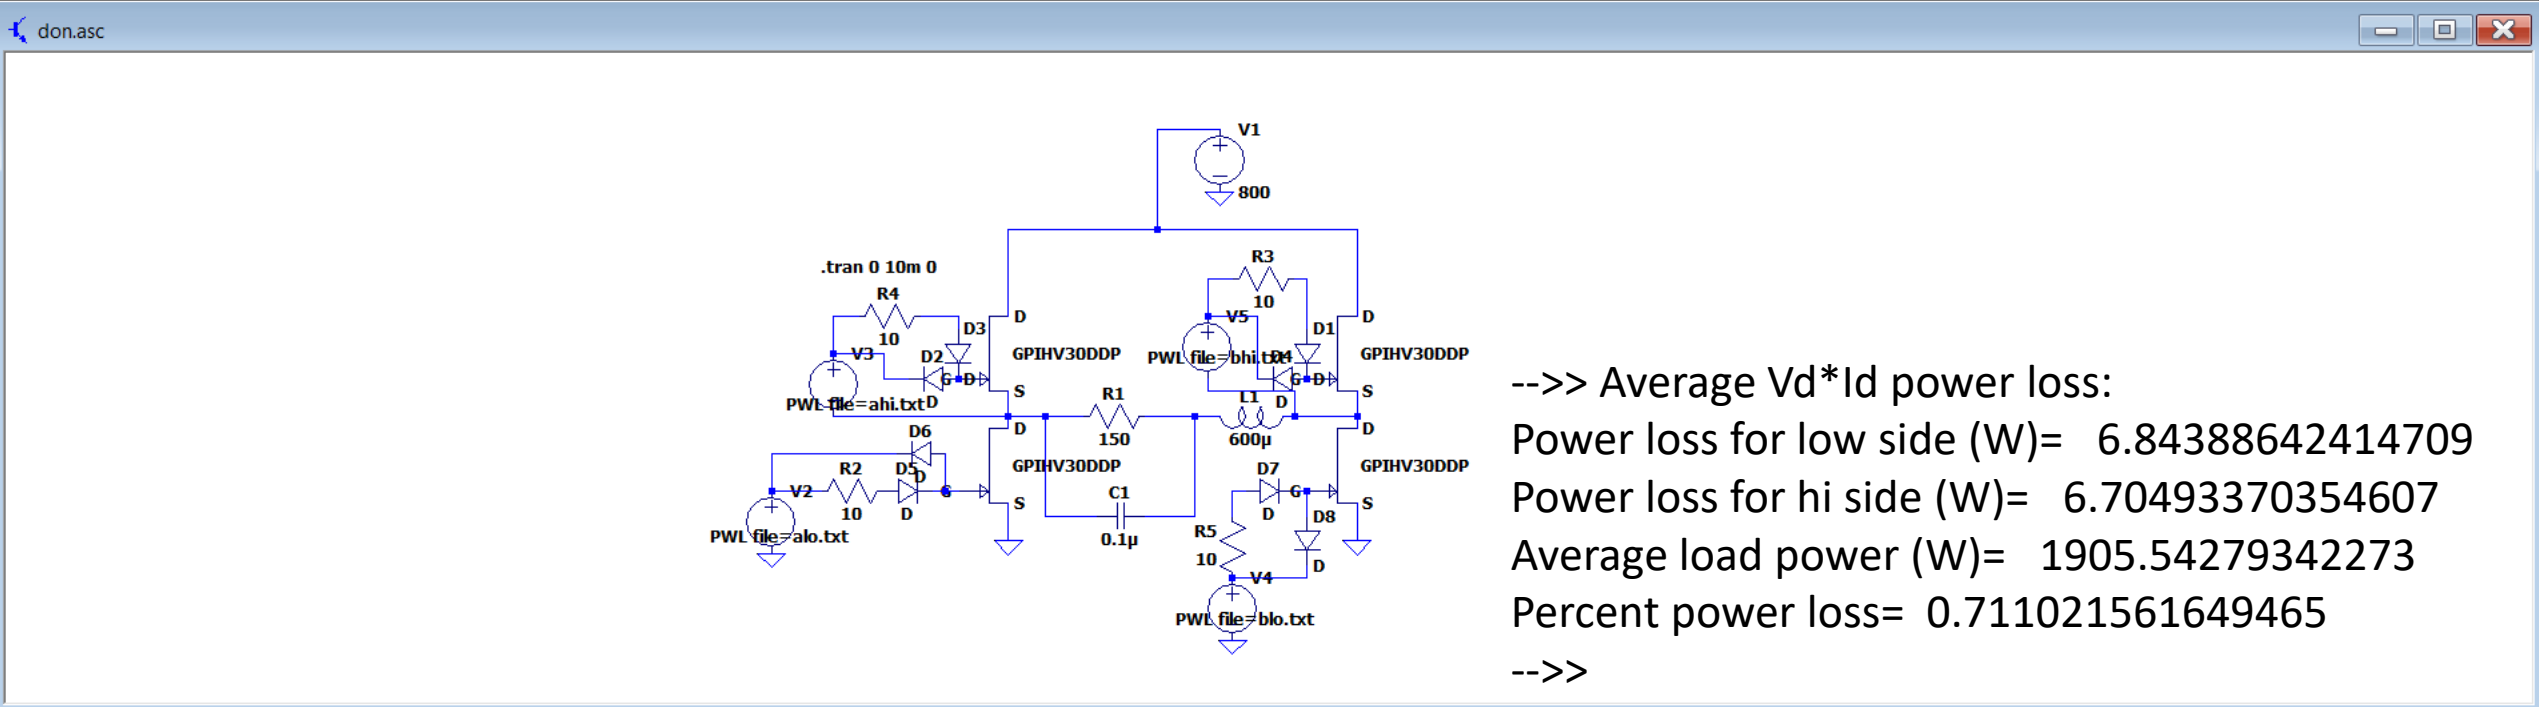 don.asc
V1
800
.tran 0 10m 0
R4
10
D3
D
GPIHV30DDP
V3
D2
G
D
S
PWL file=ahi.txt
D
R3
10
V5
D1
D
GPIHV30DDP
PWL file=bhi.txt
D4
G
D
S
D
R1
150
L1
600µ
D6
D
D
GPIHV30DDP
R2
10
D5
D
G
S
V2
PWL file=alo.txt
C1
0.1µ
D
GPIHV30DDP
D7
D
G
S
D8
D
R5
10
V4
PWL file=blo.txt
-->> Average Vd*Id power loss:
Power loss for low side (W)= 6.84388642414709
Power loss for hi side (W)= 6.70493370354607
Average load power (W)= 1905.54279342273
Percent power loss= 0.711021561649465
-->>